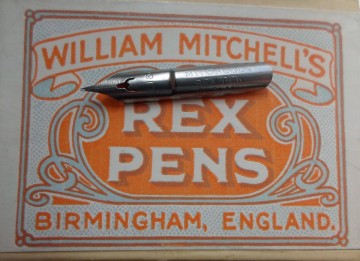 WILLIAM MITCHELL'S
REX
PENS
BIRMINGHAM, ENGLAND.